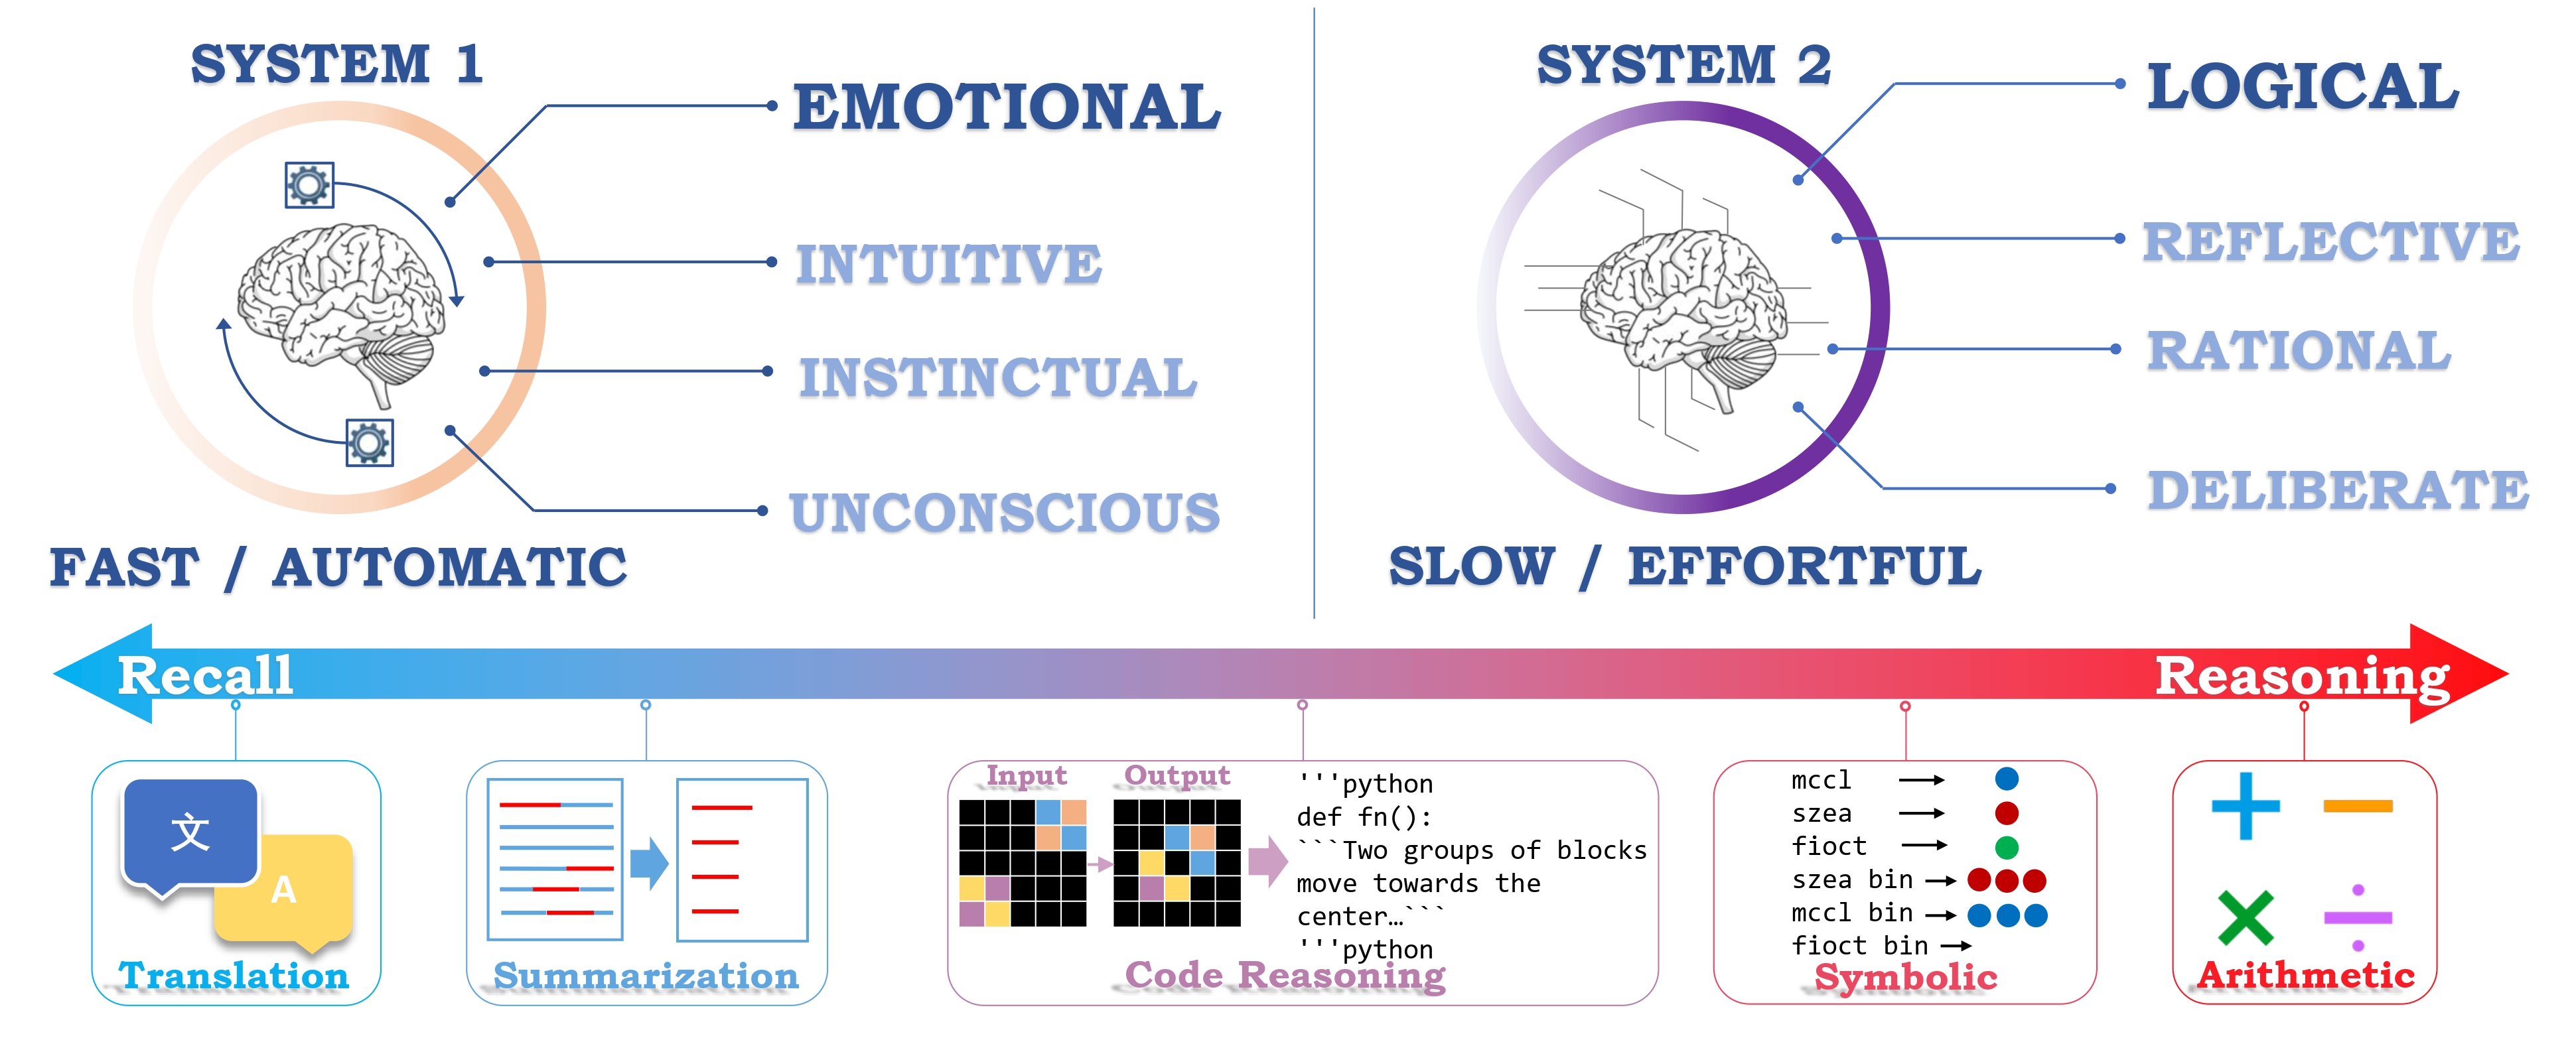 SYSTEM 1
EMOTIONAL
INTUITIVE
INSTINCTUAL
UNCONSCIOUS
FAST / AUTOMATIC
SYSTEM 2
LOGICAL
REFLECTIVE
RATIONAL
DELIBERATE
SLOW / EFFORTFUL
Recall
Reasoning
文
A
Translation
Summarization
Input
Output
'''python
def fn():
```Two groups of blocks
move towards the
center…```
'''python
Code Reasoning
mccl
szea
fioct
szea bin
mccl bin
fioct bin
Symbolic
Arithmetic